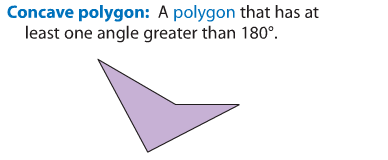 Concave polygon: A polygon that has at
least one angle greater than 180°.